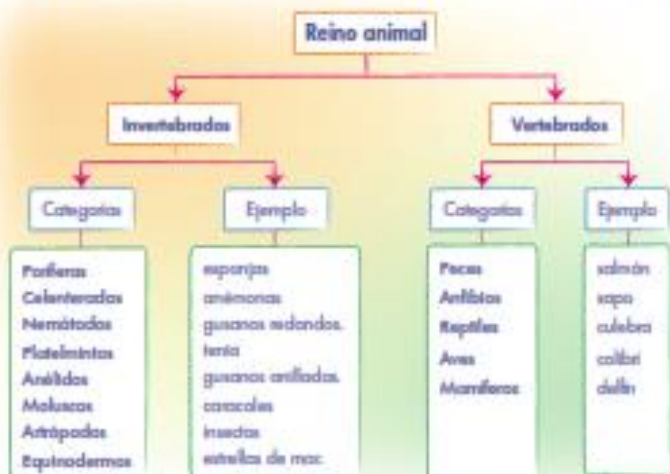 Reino animal
Invertebrados
Vertebrados
Categorías
Ejemplo
Categorías
Ejemplo
Poríferas
Celenterados
Nemátodos
Platelmintos
Anélidos
Moluscos
Artrópodos
Equinodermos
esponjas
anémonas
gusanos redondos.
tenia
gusanos anillados.
caracoles
insectos
estrellas de mar.
Peces
Anfibios
Reptiles
Aves
Mamíferos
salmón
sapo
culebra
colibrí
delfín